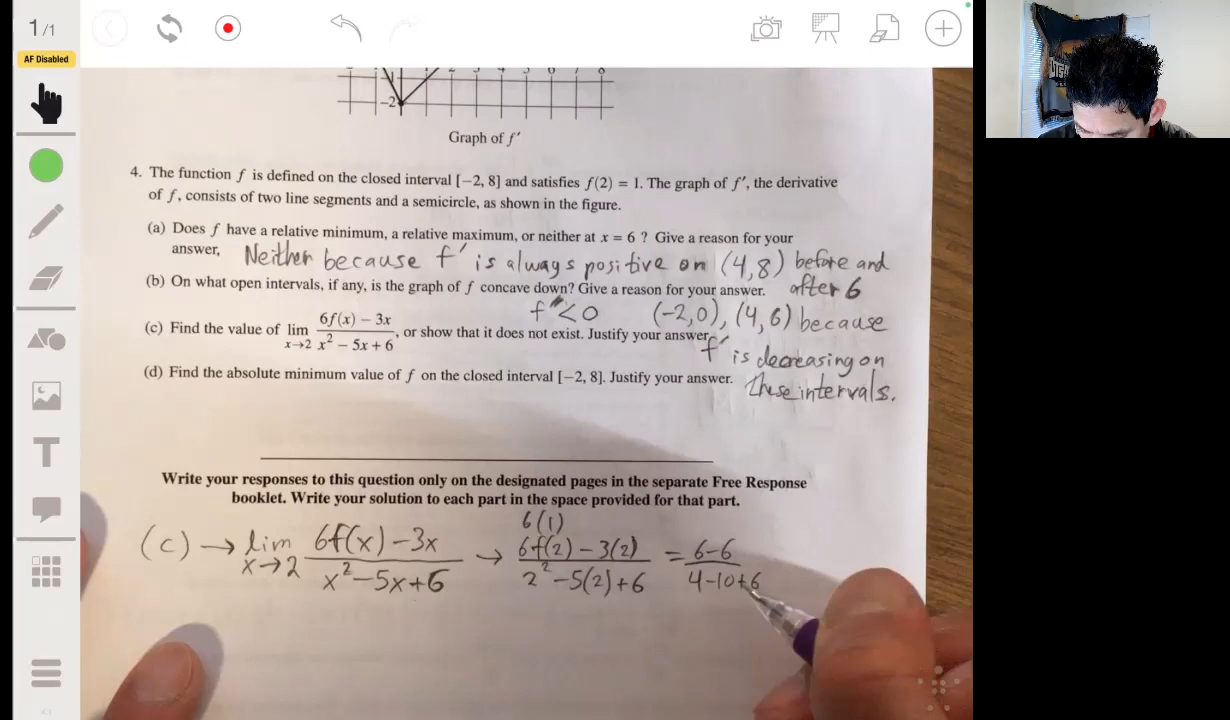 1/1
AF Disabled
-2
Graph of f′
4. The function f is defined on the closed interval [−2, 8] and satisfies f(2) = 1. The graph of f′, the derivative
of f, consists of two line segments and a semicircle, as shown in the figure.
(a) Does f have a relative minimum, a relative maximum, or neither at x = 6 ? Give a reason for your
answer, Neither because f′ is always positive on (4,8) before and
after 6
(b) On what open intervals, if any, is the graph of f concave down? Give a reason for your answer.
f″<0 (-2,0), (4,6) because
f′ is decreasing on
these intervals.
(c) Find the value of lim x→2 6f(x) − 3x / x² − 5x + 6, or show that it does not exist. Justify your answer.
(d) Find the absolute minimum value of f on the closed interval [−2, 8]. Justify your answer.
Write your responses to this question only on the designated pages in the separate Free Response
booklet. Write your solution to each part in the space provided for that part.
6(1)
(c) → lim x→2 6f(x)-3x / x²-5x+6 → 6f(2)-3(2) / 2²-5(2)+6 = 6-6 / 4-10+6
T